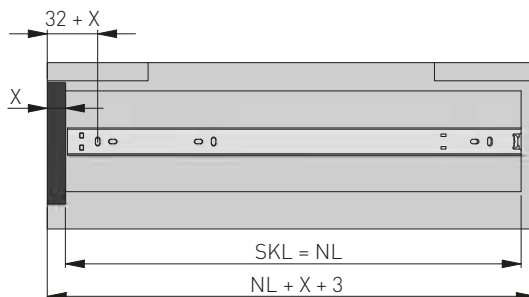 32 + X
X
SKL = NL
NL + X + 3